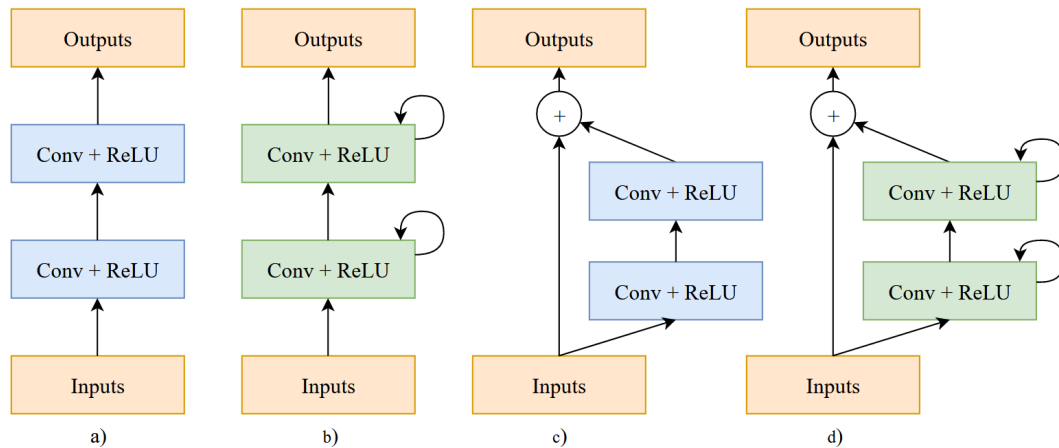 Outputs
Outputs
Outputs
Outputs
+
+
Conv + ReLU
Conv + ReLU
Conv + ReLU
Conv + ReLU
Conv + ReLU
Conv + ReLU
Conv + ReLU
Conv + ReLU
Inputs
Inputs
Inputs
Inputs
a)
b)
c)
d)